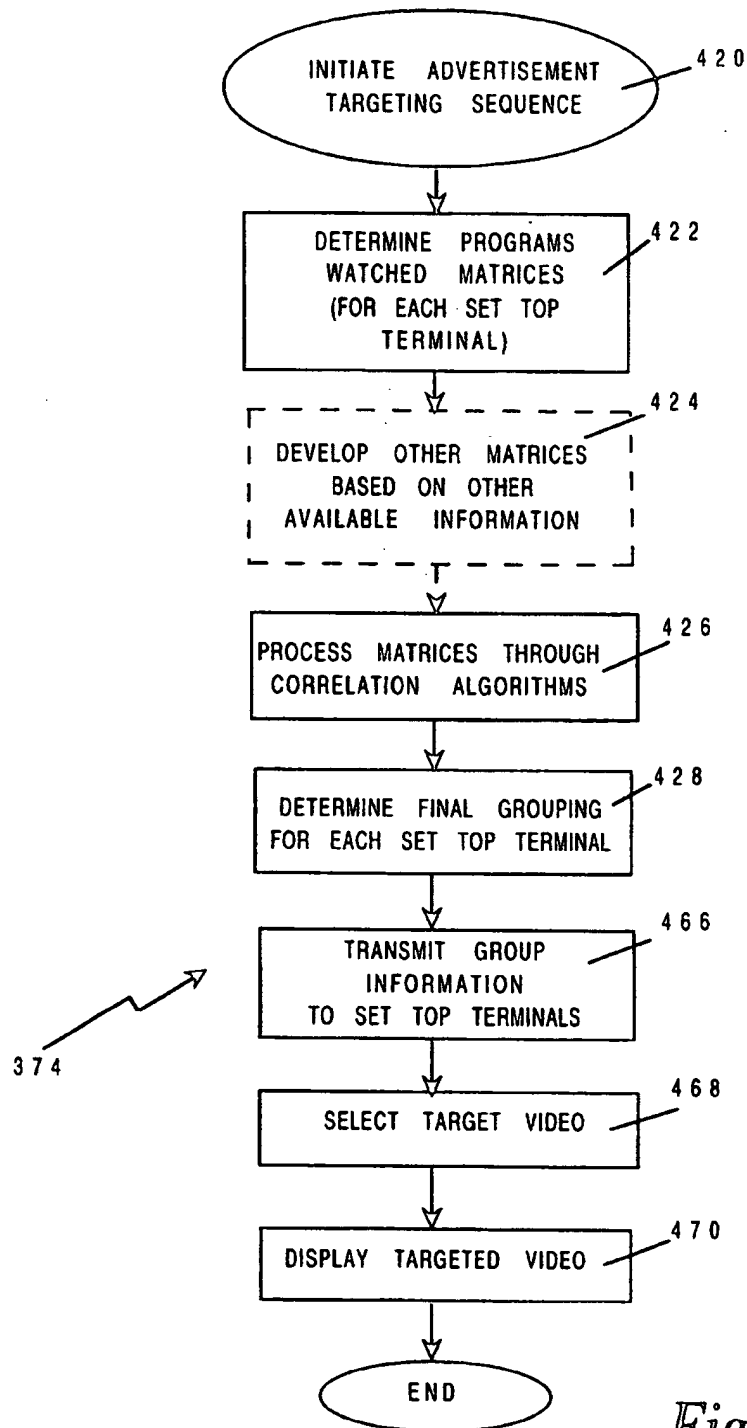 INITIATE ADVERTISEMENT
TARGETING SEQUENCE
420
DETERMINE PROGRAMS
WATCHED MATRICES
(FOR EACH SET TOP
TERMINAL)
422
DEVELOP OTHER MATRICES
BASED ON OTHER
AVAILABLE INFORMATION
424
PROCESS MATRICES THROUGH
CORRELATION ALGORITHMS
426
DETERMINE FINAL GROUPING
FOR EACH SET TOP TERMINAL
428
TRANSMIT GROUP
INFORMATION
TO SET TOP TERMINALS
466
374
SELECT TARGET VIDEO
468
DISPLAY TARGETED VIDEO
470
END
Fig